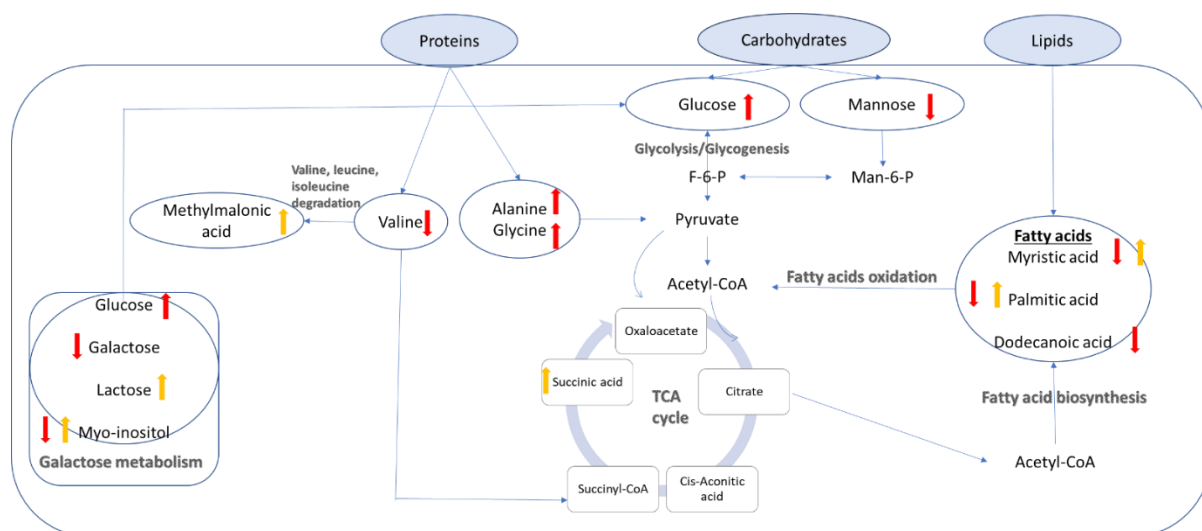 Proteins
Carbohydrates
Lipids
Glucose
Mannose
Glycolysis/Glycogenesis
Valine, leucine,
isoleucine
degradation
F-6-P
Man-6-P
Methylmalonic
acid
Valine
Alanine
Glycine
Pyruvate
Fatty acids
Myristic acid
Palmitic acid
Dodecanoic acid
Fatty acids oxidation
Acetyl-CoA
Glucose
Galactose
Lactose
Myo-inositol
Galactose metabolism
Oxaloacetate
Succinic acid
TCA
cycle
Citrate
Succinyl-CoA
Cis-Aconitic
acid
Fatty acid biosynthesis
Acetyl-CoA